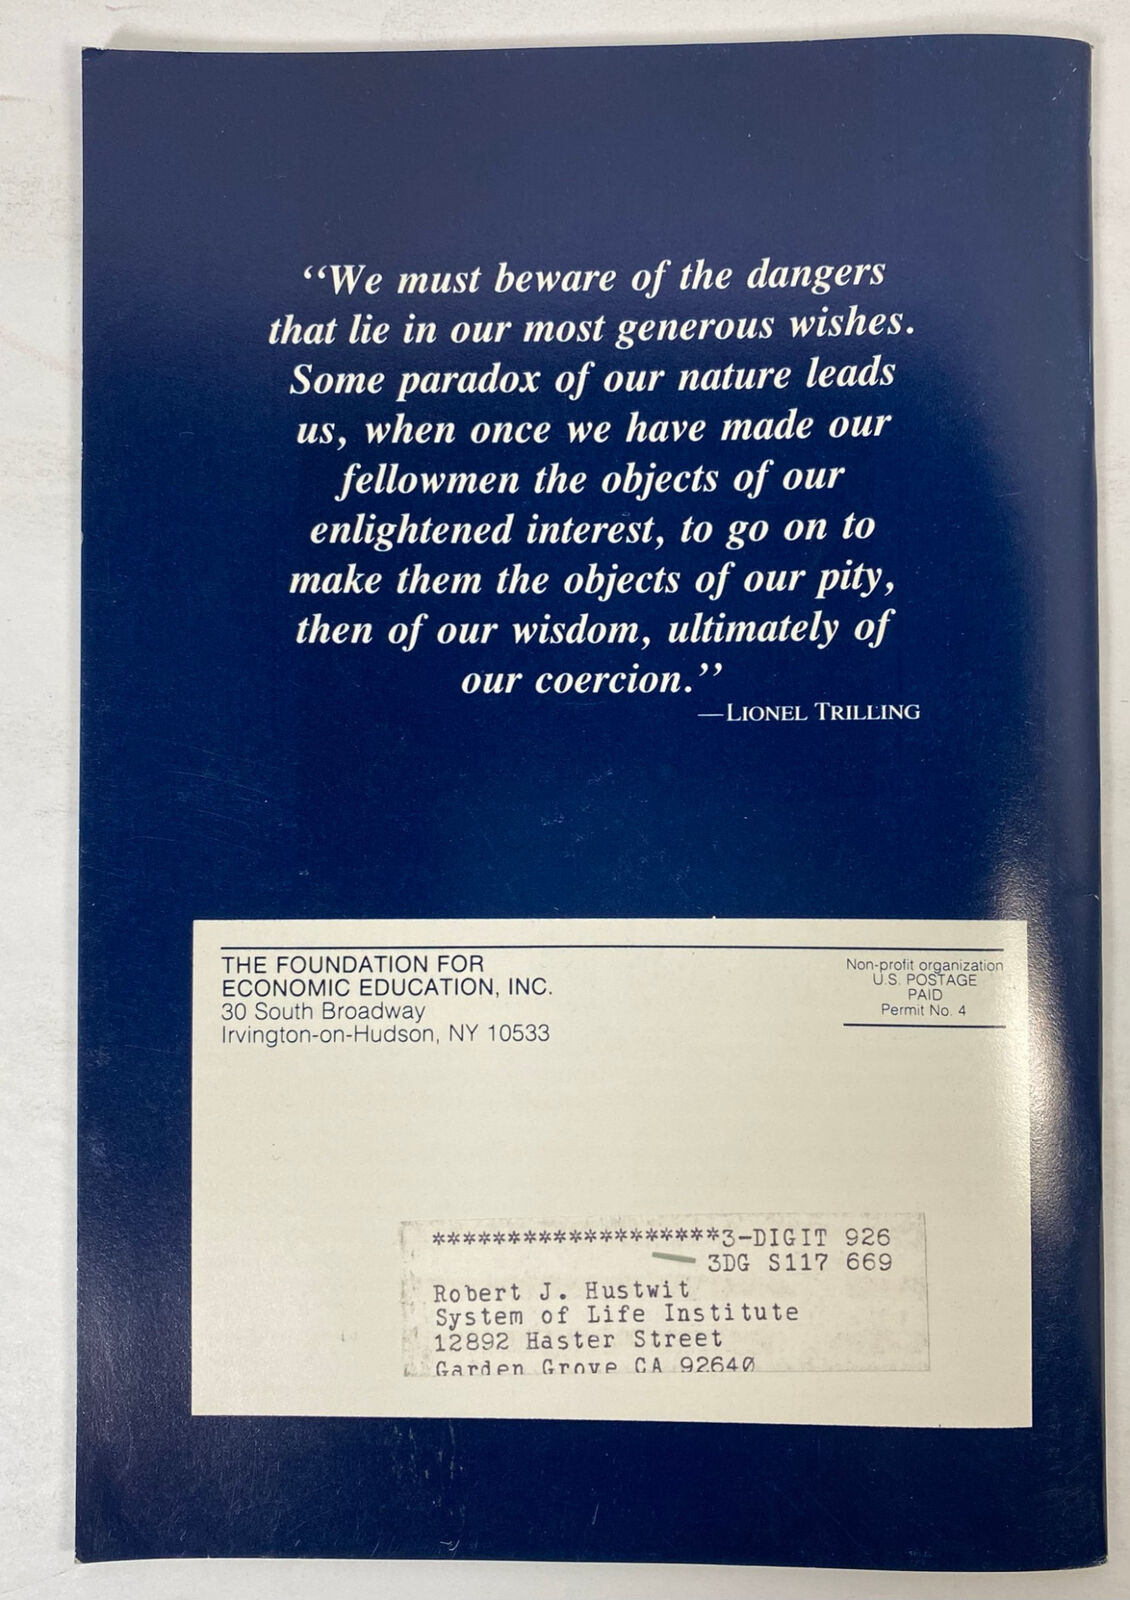 “We must beware of the dangers
that lie in our most generous wishes.
Some paradox of our nature leads
us, when once we have made our
fellowmen the objects of our
enlightened interest, to go on to
make them the objects of our pity,
then of our wisdom, ultimately of
our coercion.”
—LIONEL TRILLING
THE FOUNDATION FOR
ECONOMIC EDUCATION, INC.
30 South Broadway
Irvington-on-Hudson, NY 10533
Non-profit organization
U.S. POSTAGE
PAID
Permit No. 4
*******************3-DIGIT 926
3DG S117 669
Robert J. Hustwit
System of Life Institute
12892 Haster Street
Garden Grove CA 92640